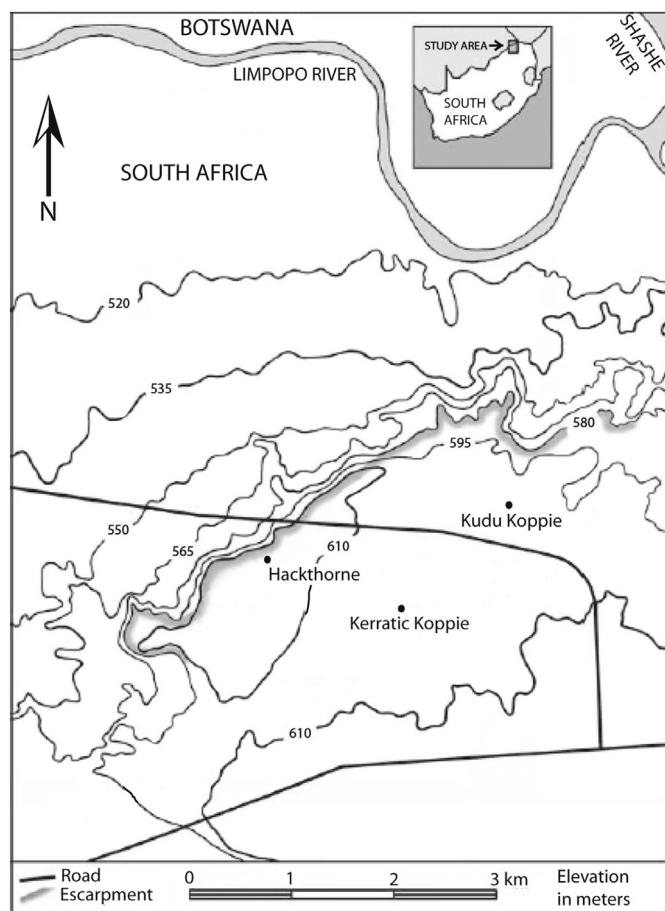 BOTSWANA
LIMPOPO RIVER
SHASHE
RIVER
STUDY AREA
SOUTH
AFRICA
SOUTH AFRICA
N
520
535
580
595
Kudu Koppie
550
565
610
Hackthorne
Kerratic Koppie
610
Road
Escarpment
0 1 2 3 km
Elevation
in meters